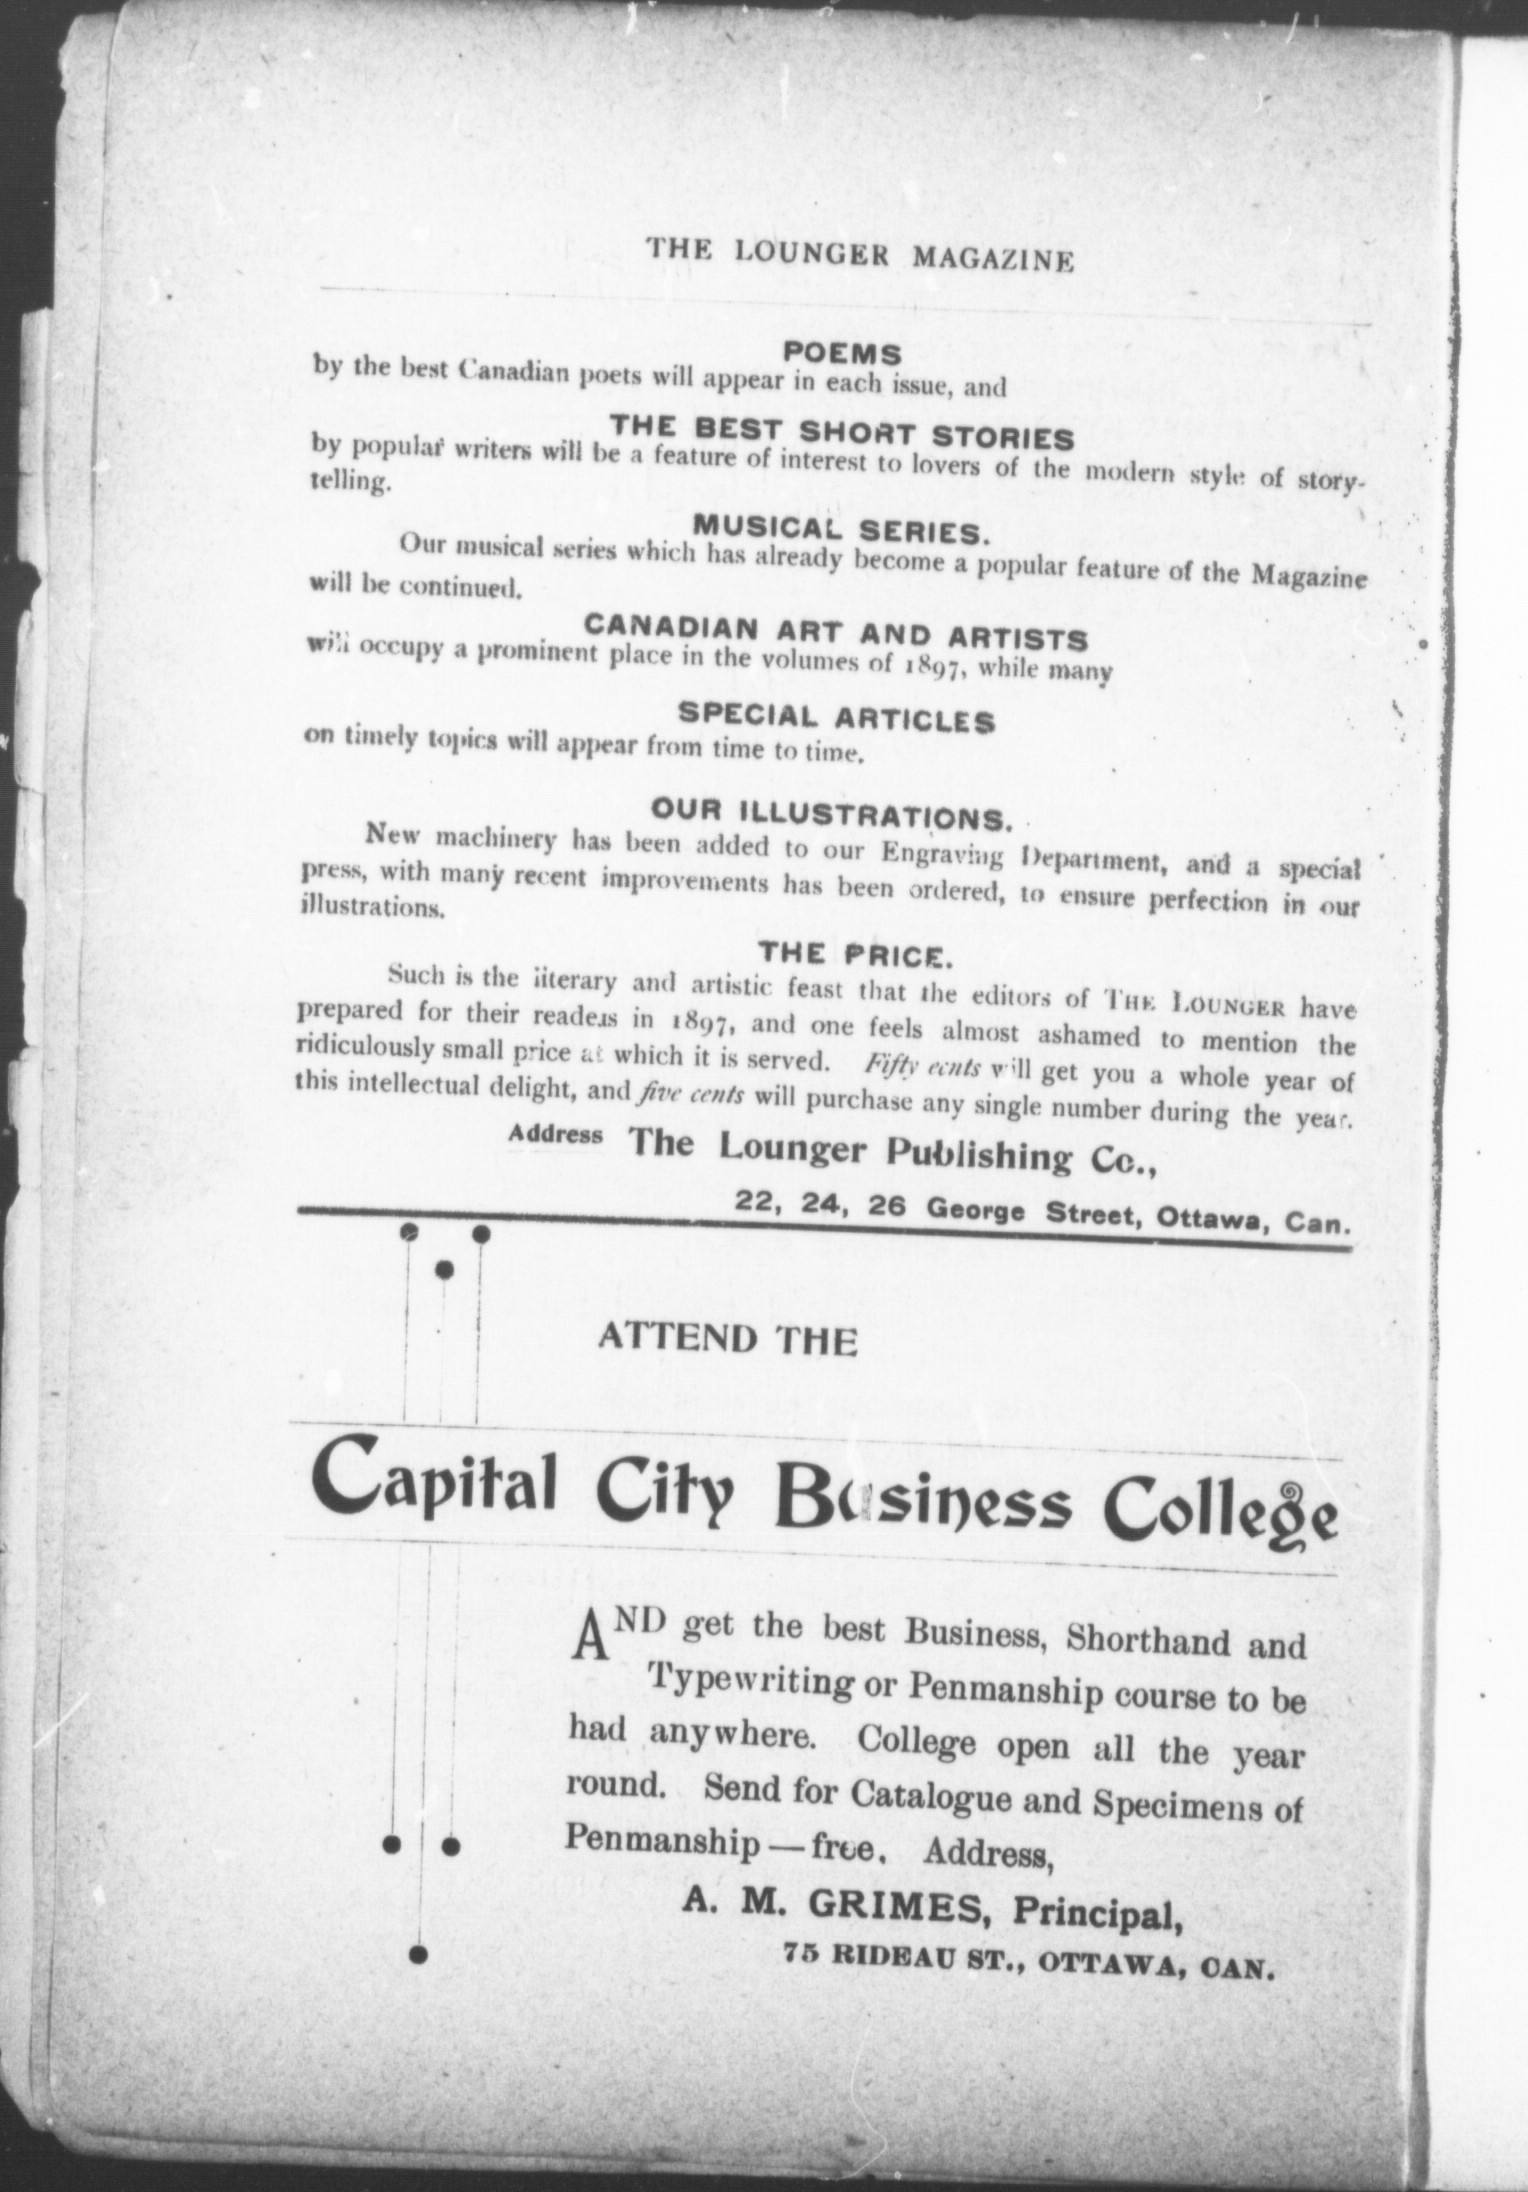 THE LOUNGER MAGAZINE
POEMS
by the best Canadian poets will appear in each issue, and
THE BEST SHORT STORIES
by popular writers will be a feature of interest to lovers of the modern style of story-
telling.
MUSICAL SERIES.
Our musical series which has already become a popular feature of the Magazine
will be continued.
CANADIAN ART AND ARTISTS
will occupy a prominent place in the volumes of 1897, while many
SPECIAL ARTICLES
on timely topics will appear from time to time.
OUR ILLUSTRATIONS.
New machinery has been added to our Engraving Department, and a special
press, with many recent improvements has been ordered, to ensure perfection in our
illustrations.
THE PRICE.
Such is the literary and artistic feast that the editors of THE LOUNGER have
prepared for their readers in 1897, and one feels almost ashamed to mention the
ridiculously small price at which it is served. Fifty cents will get you a whole year of
this intellectual delight, and five cents will purchase any single number during the year.
Address The Lounger Publishing Co.,
22, 24, 26 George Street, Ottawa, Can.
ATTEND THE
Capital City Business College
AND get the best Business, Shorthand and
Typewriting or Penmanship course to be
had anywhere. College open all the year
round. Send for Catalogue and Specimens of
Penmanship—free. Address,
A. M. GRIMES, Principal,
75 RIDEAU ST., OTTAWA, CAN.